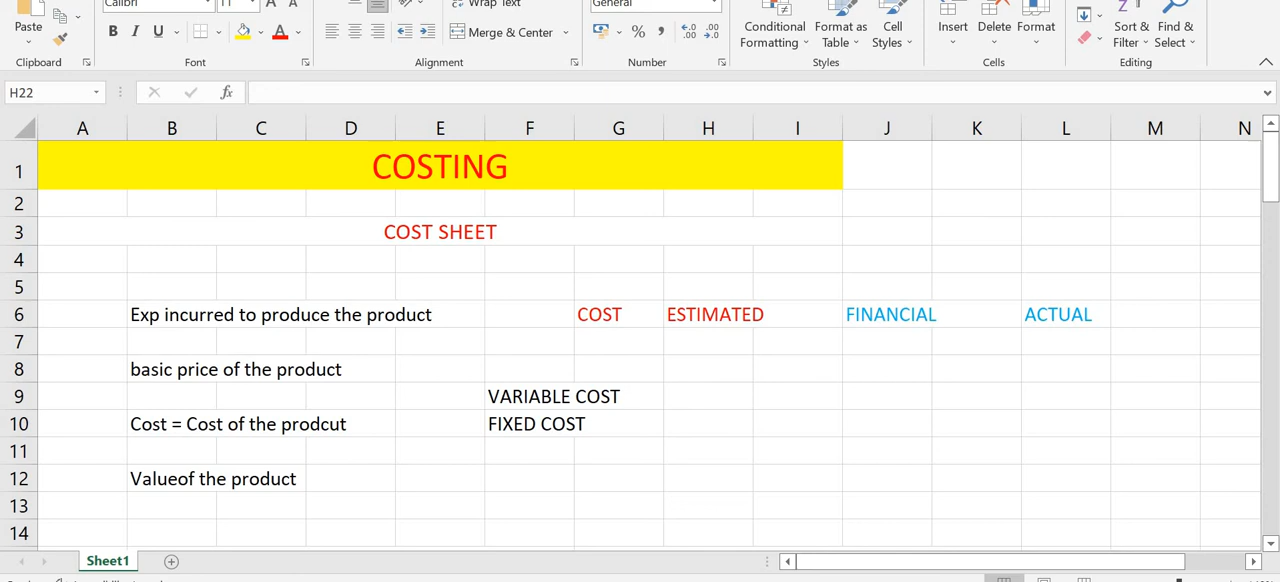 Calibri 11 A A Wrap Text General
Paste B I U Merge & Center % Conditional Formatting Format as Table Cell Styles Insert Delete Format Sort & Filter Find & Select
Clipboard Font Alignment Number Styles Cells Editing
H22 fx
A B C D E F G H I J K L M N
1 COSTING
2
3 COST SHEET
4
5
6 Exp incurred to produce the product COST ESTIMATED FINANCIAL ACTUAL
7
8 basic price of the product
9 VARIABLE COST
10 Cost = Cost of the prodcut FIXED COST
11
12 Valueof the product
13
14
Sheet1